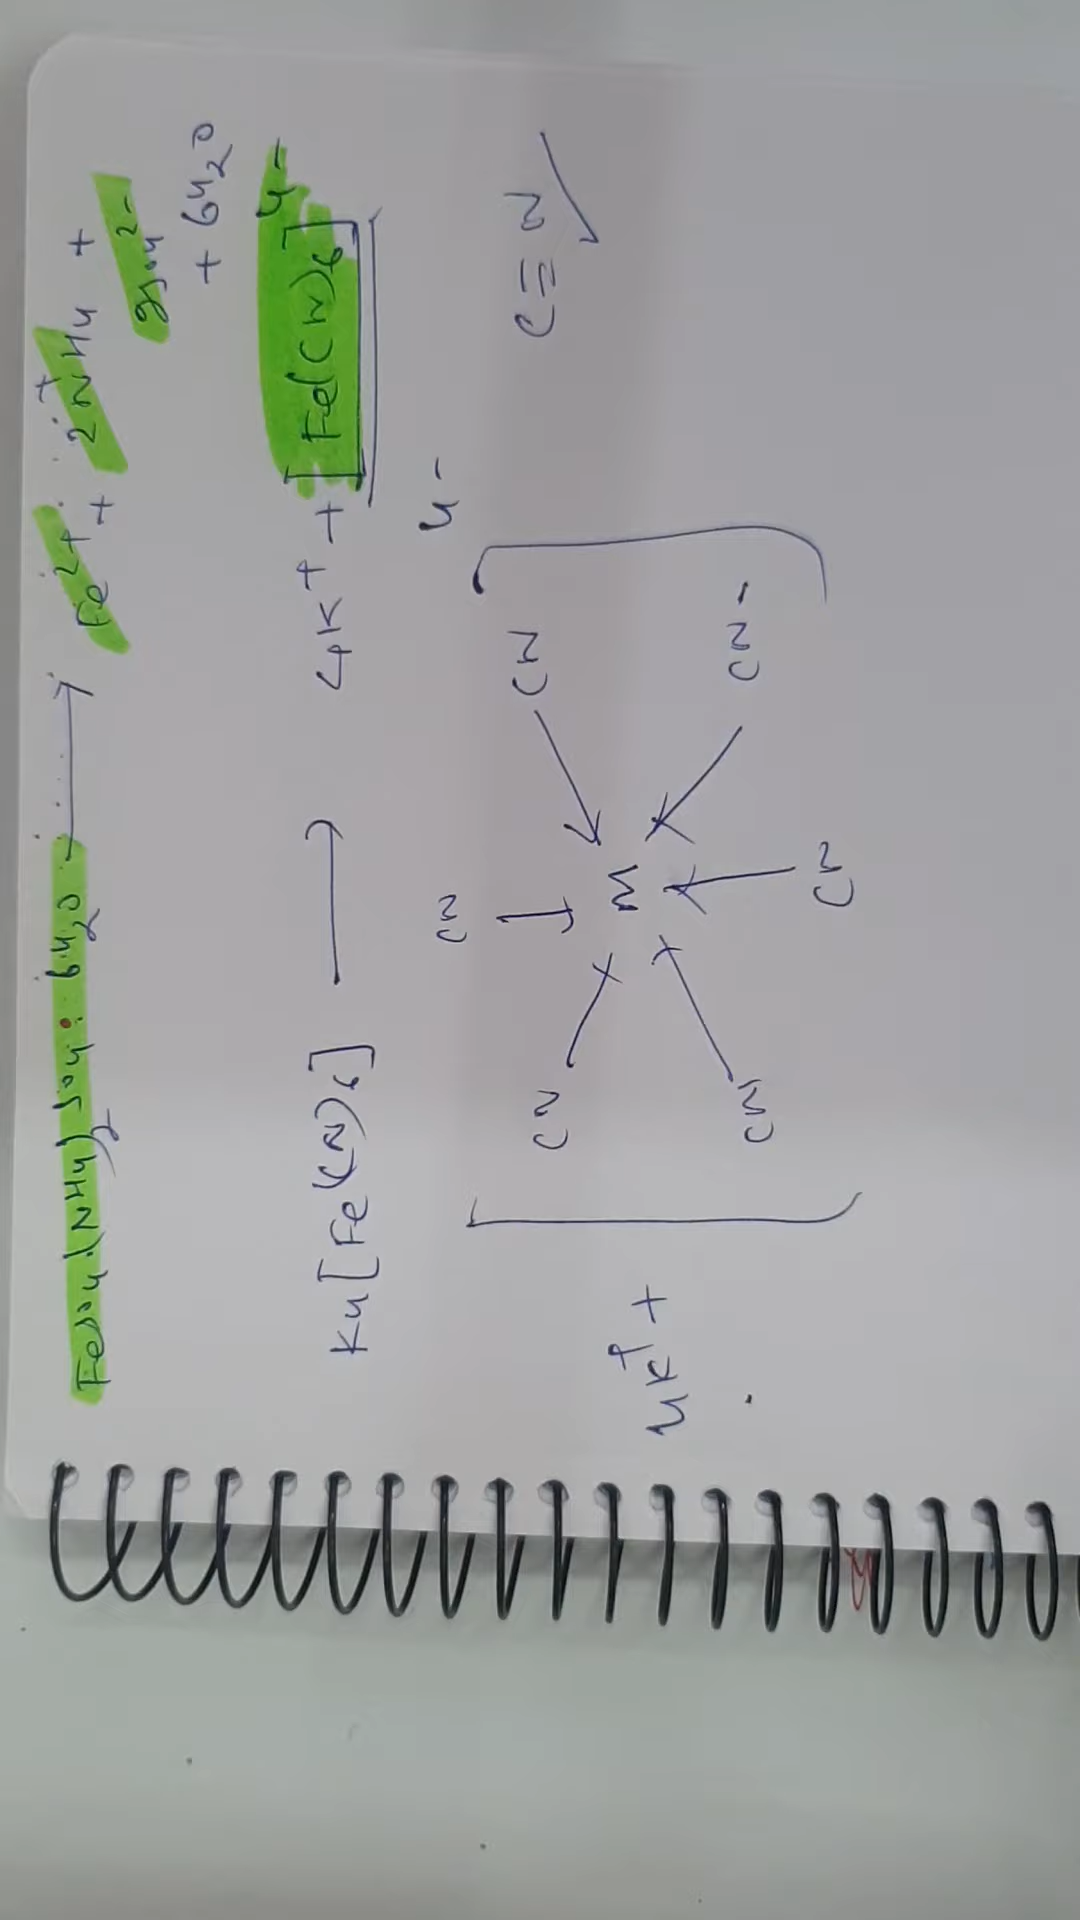 FeSO4.(NH4)2SO4.6H2O → Fe2+ + 2NH4+ +
2SO42-
+ 6H2O
K4[Fe(CN)6] → 4K+ + [Fe(CN)6]4-
4-
CN CN C≡N
CN
4K+ + M
CN
CN CN-